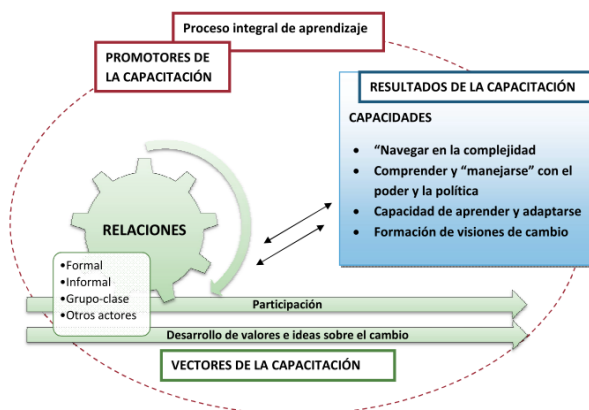 Proceso integral de aprendizaje
PROMOTORES DE
LA CAPACITACIÓN
RESULTADOS DE LA CAPACITACIÓN
CAPACIDADES
• “Navegar en la complejidad
• Comprender y “manejarse” con el
poder y la política
• Capacidad de aprender y adaptarse
• Formación de visiones de cambio
RELACIONES
•Formal
•Informal
•Grupo-clase
•Otros actores
Participación
Desarrollo de valores e ideas sobre el cambio
VECTORES DE LA CAPACITACIÓN